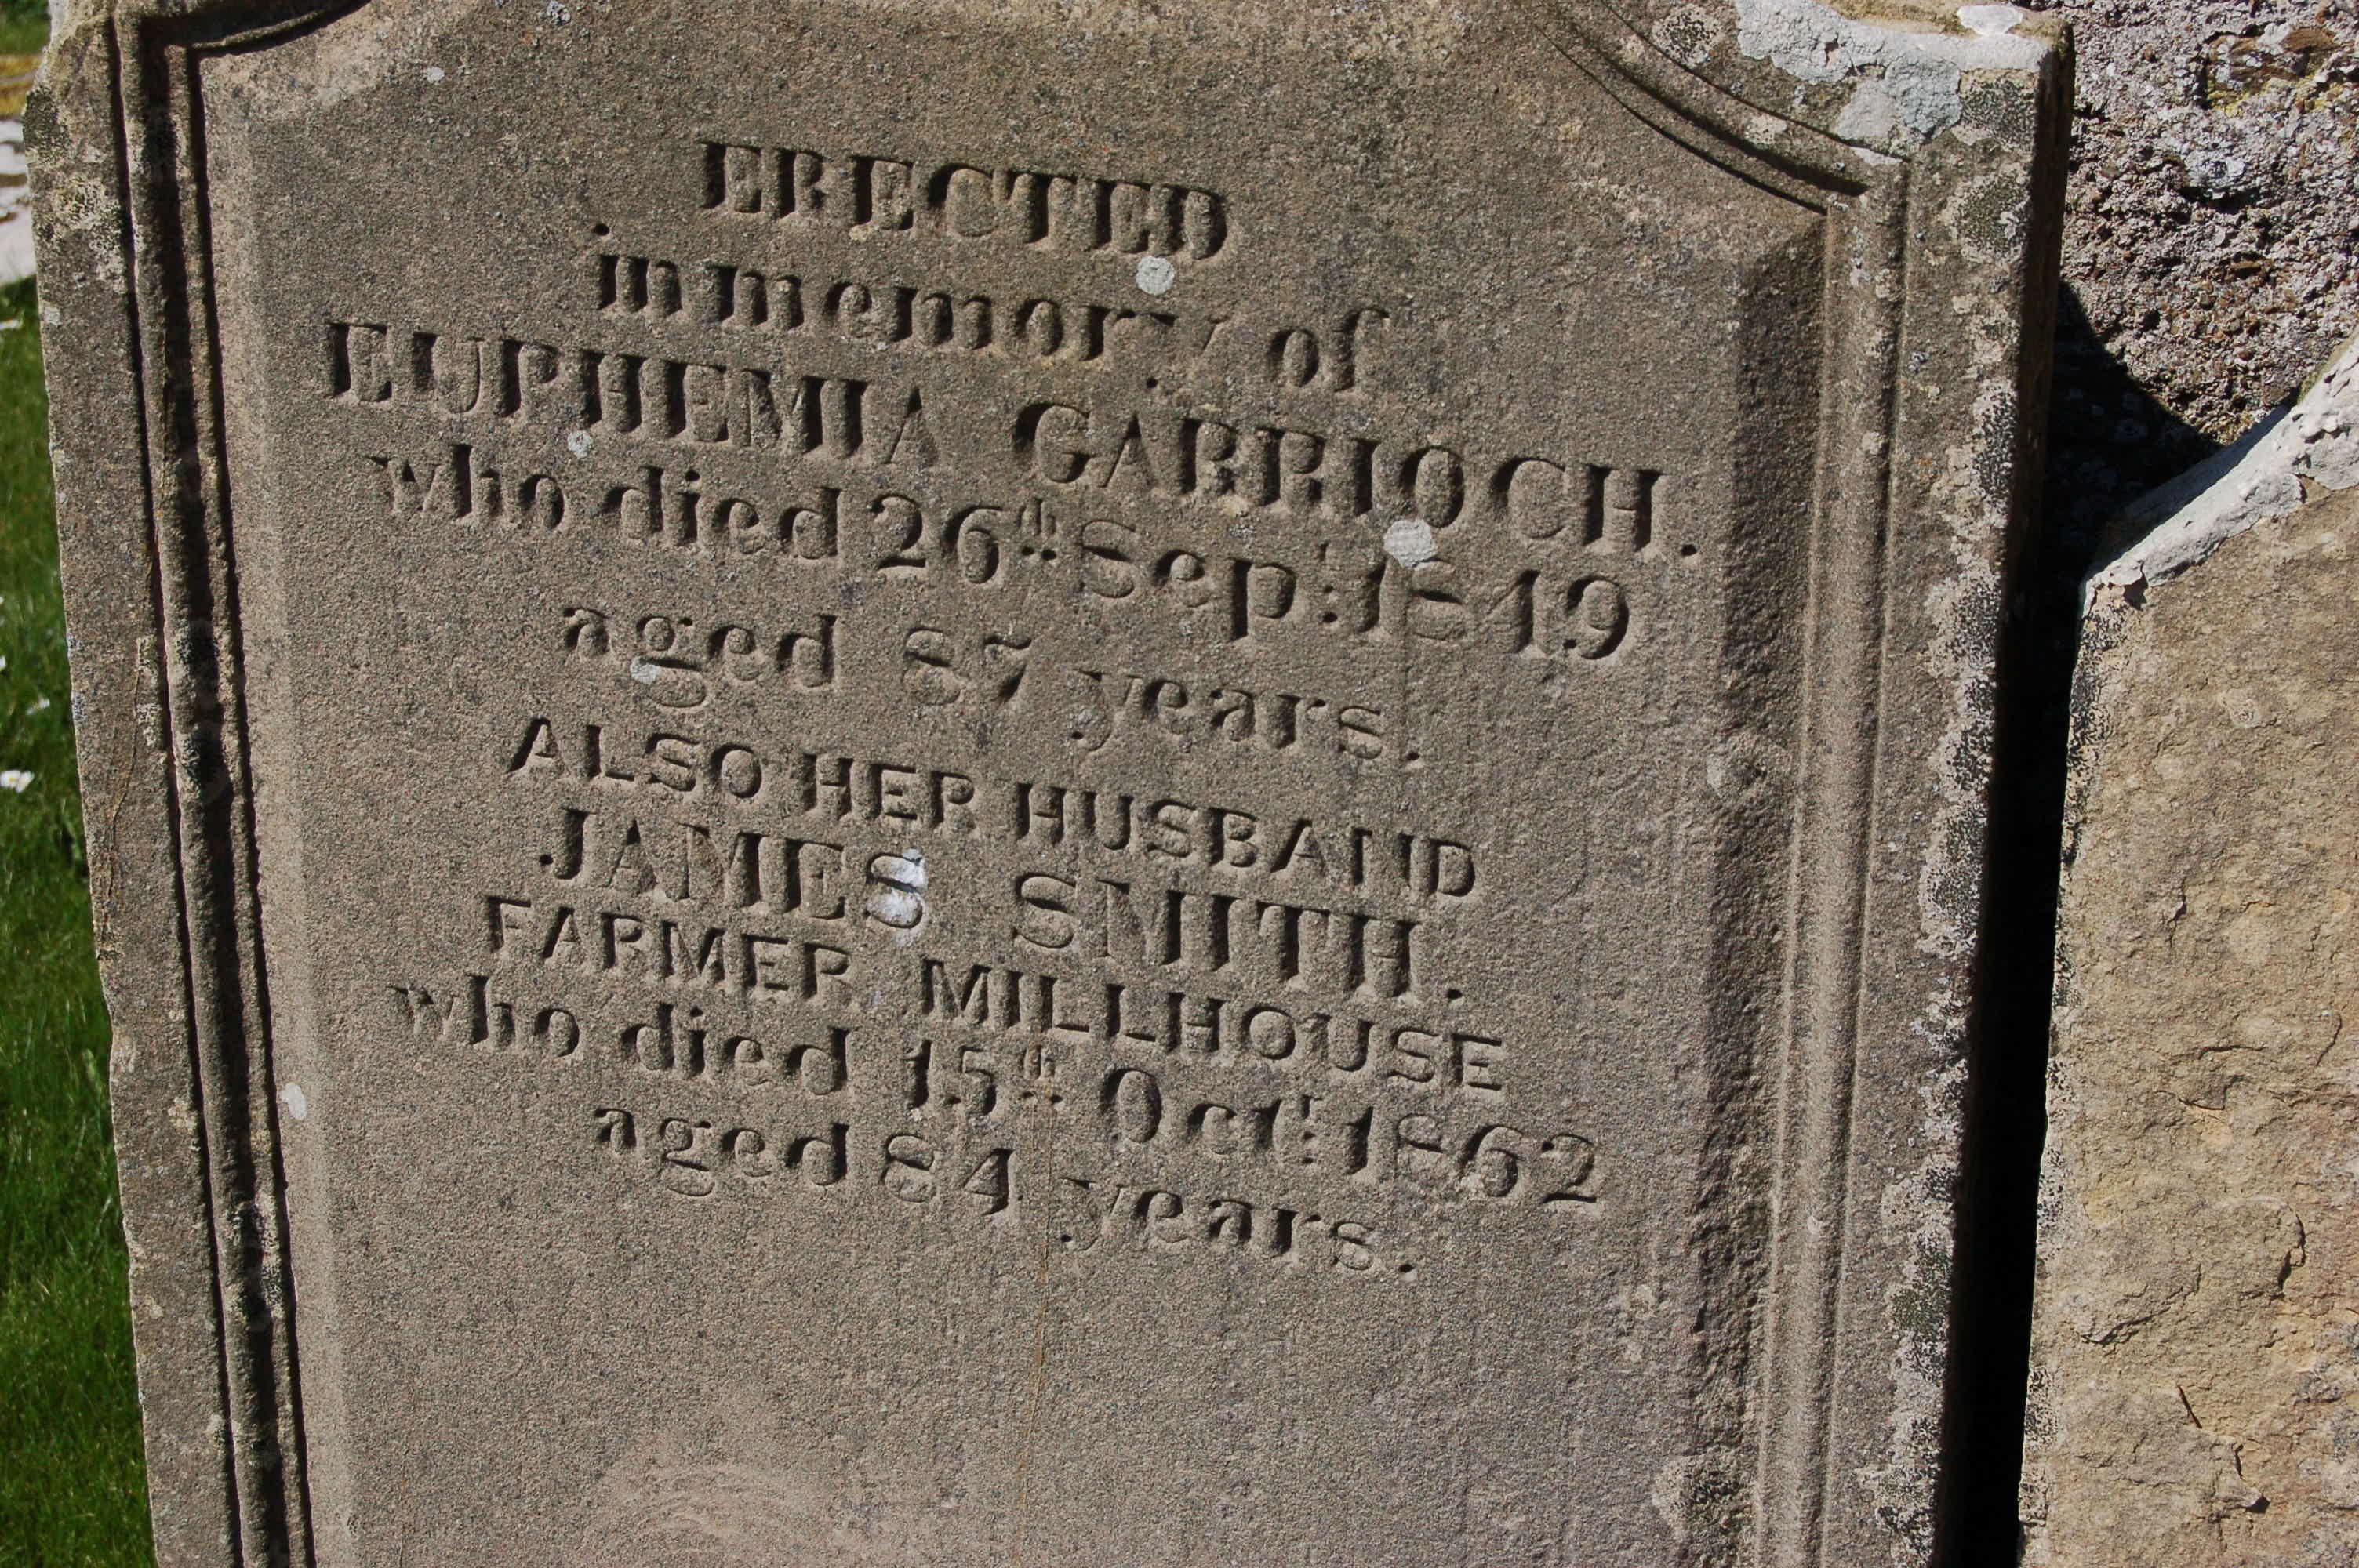 ERECTED
in memory of
EUPHEMIA GARRIOCH.
who died 26th Sepr. 1849
aged 87 years.
ALSO HER HUSBAND
JAMES SMITH.
FARMER MILLHOUSE
who died 15th Octr. 1862
aged 84 years.